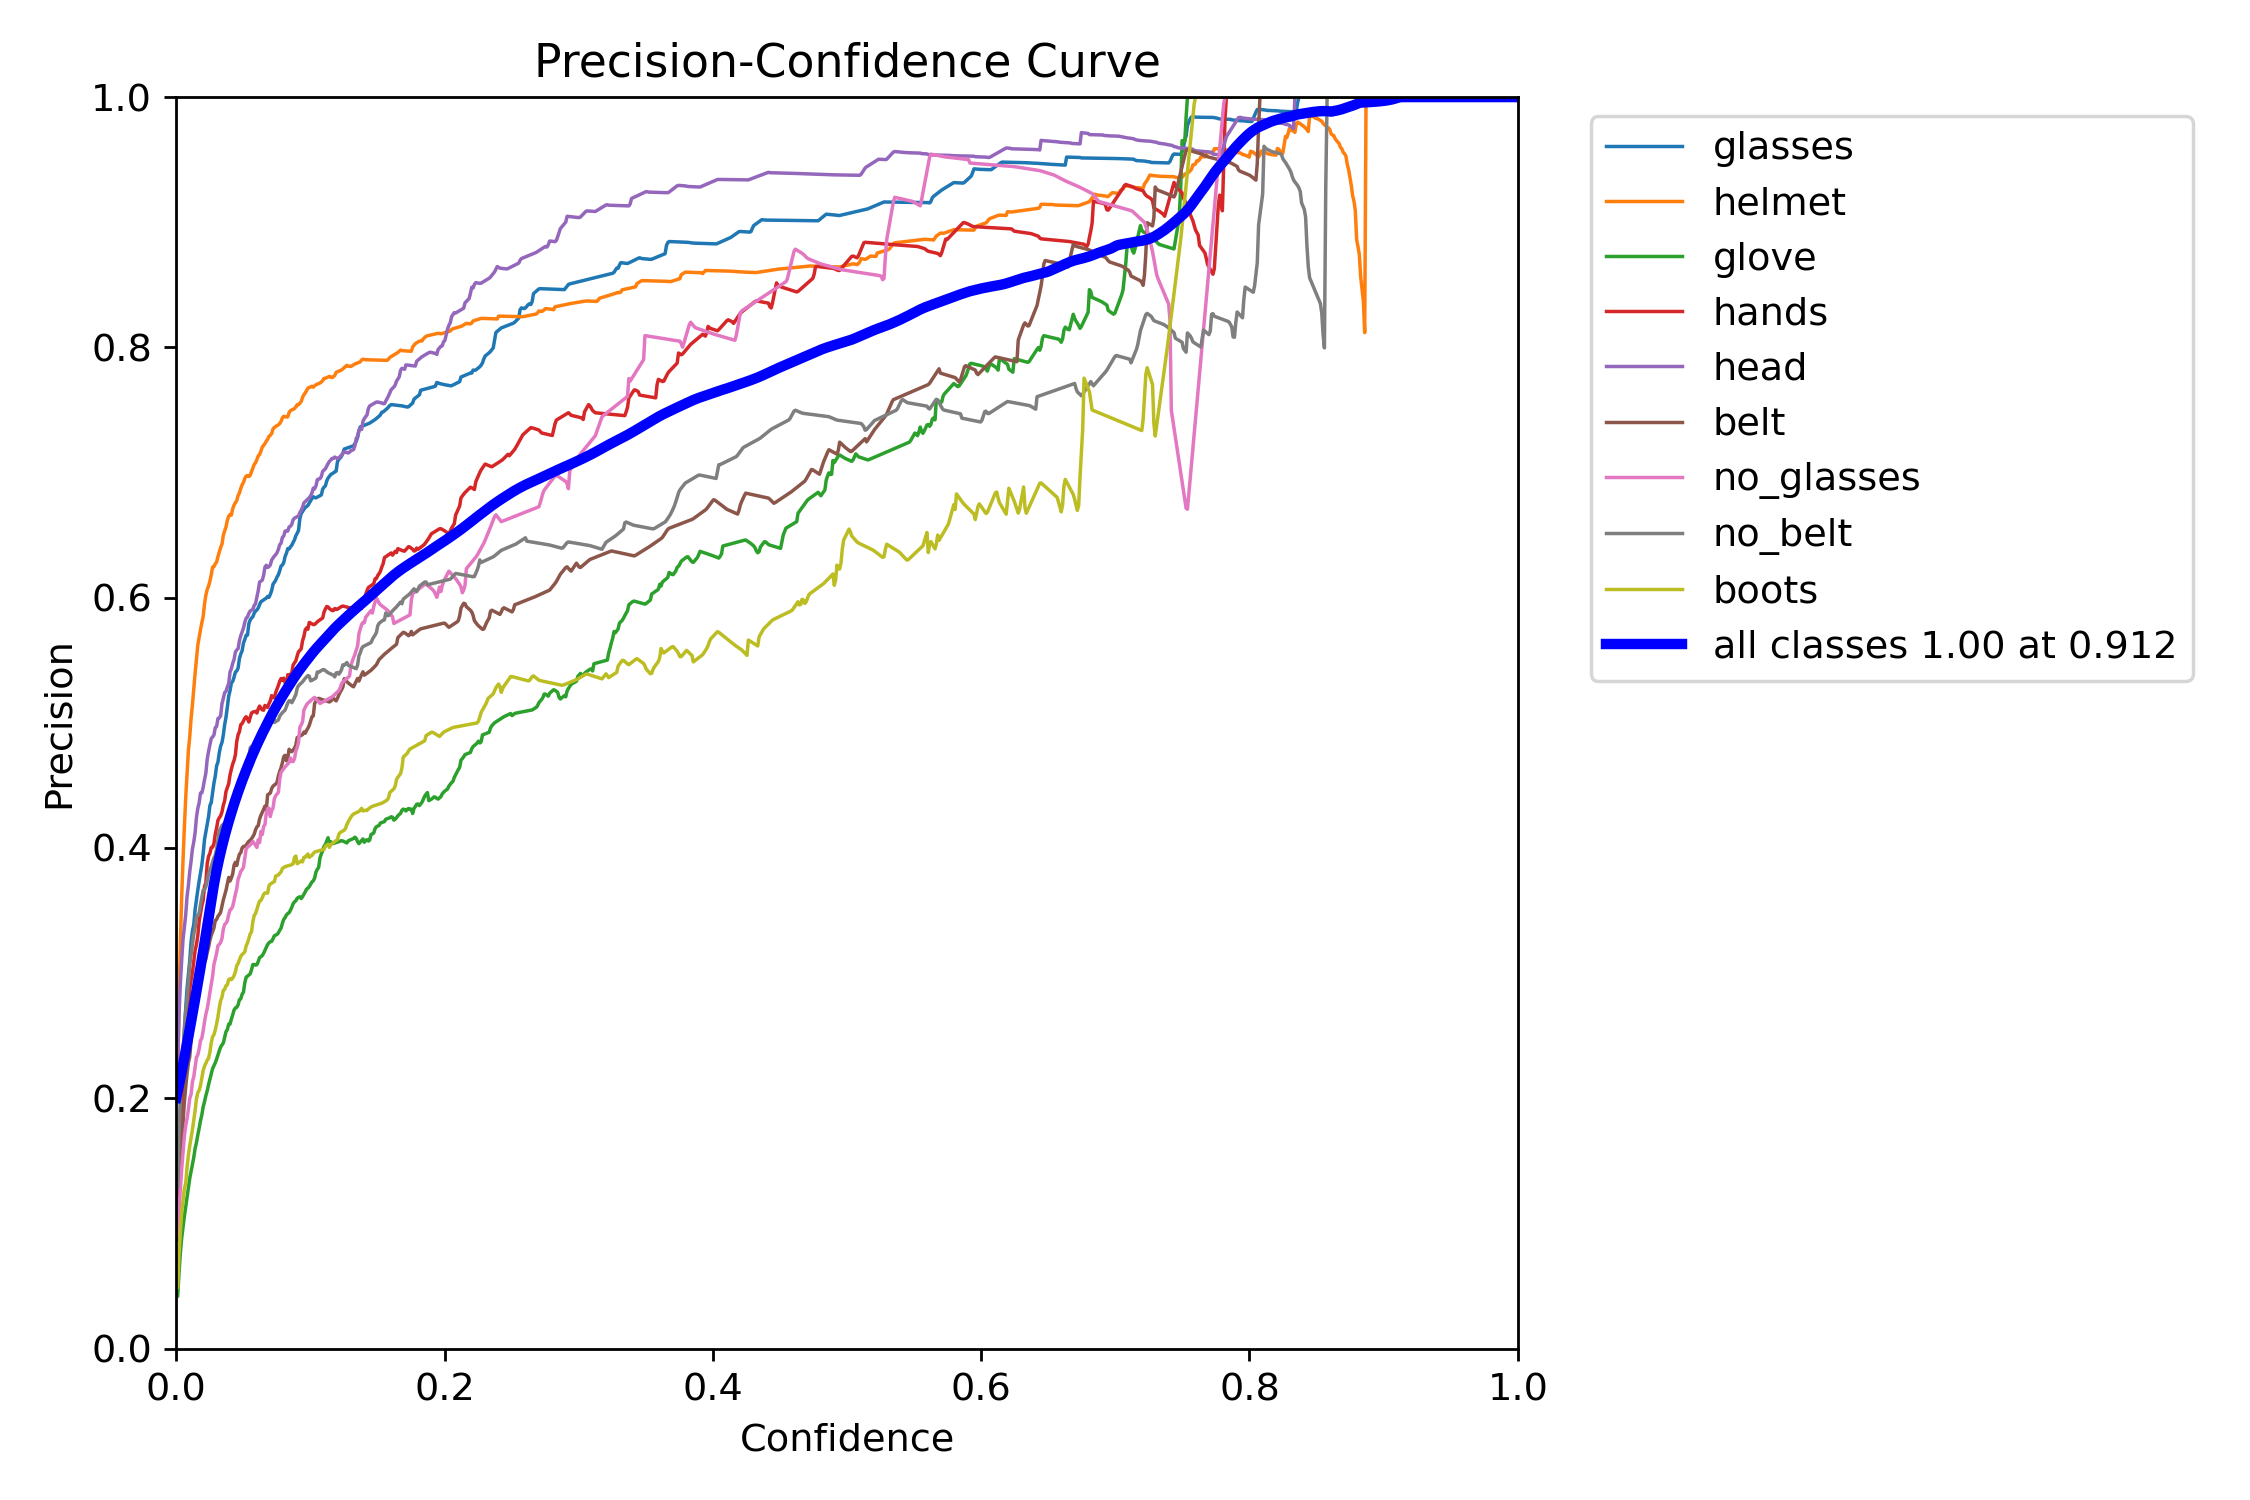 Precision-Confidence Curve
1.0
0.8
0.6
0.4
0.2
0.0
Precision
0.0 0.2 0.4 0.6 0.8 1.0
Confidence
glasses
helmet
glove
hands
head
belt
no_glasses
no_belt
boots
all classes 1.00 at 0.912